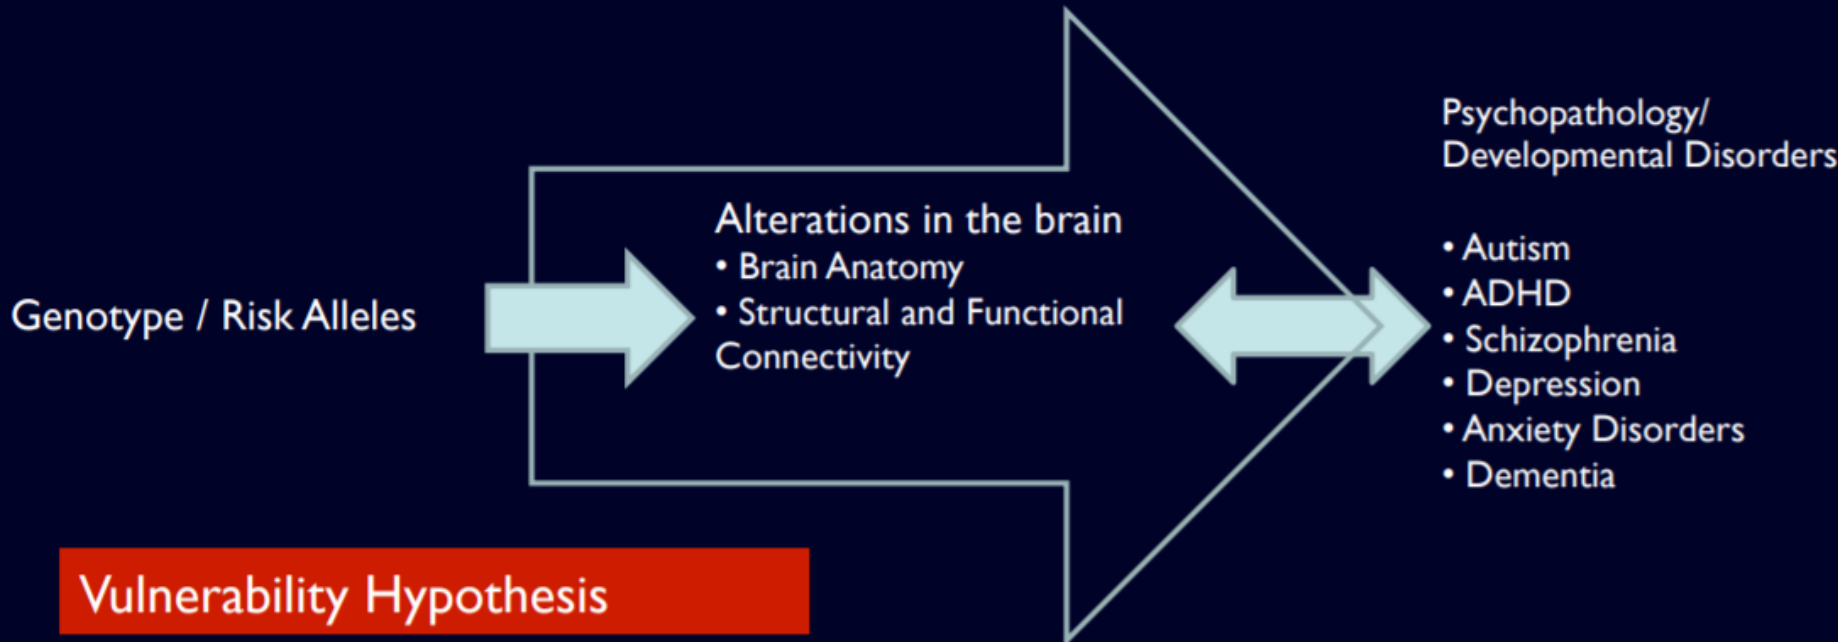 Genotype / Risk Alleles
Alterations in the brain
• Brain Anatomy
• Structural and Functional
Connectivity
Psychopathology/
Developmental Disorders
• Autism
• ADHD
• Schizophrenia
• Depression
• Anxiety Disorders
• Dementia
Vulnerability Hypothesis